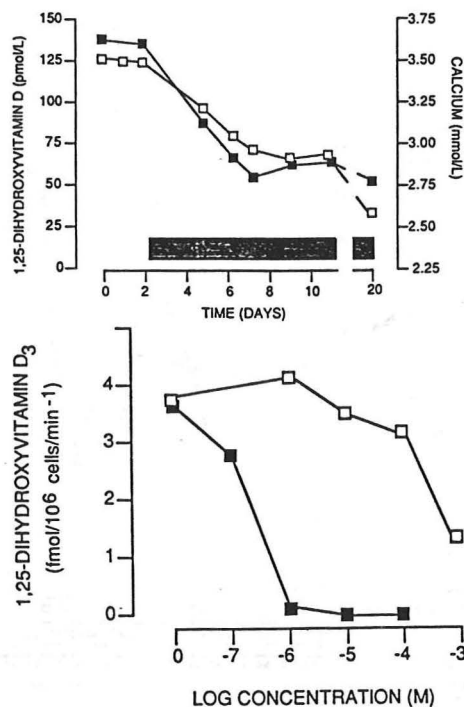 1,25-DIHYDROXYVITAMIN D (pmol/L)
150
125
100
75
50
25
0
3.75
3.50
3.25
3.00
2.75
2.50
2.25
CALCIUM
(mmol/L)
0 2 4 6 8 10 20
TIME (DAYS)
1,25-DIHYDROXYVITAMIN D3
(fmol/10⁶ cells/min-1)
4
3
2
1
0
0 -7 -6 -5 -4 -3
LOG CONCENTRATION (M)